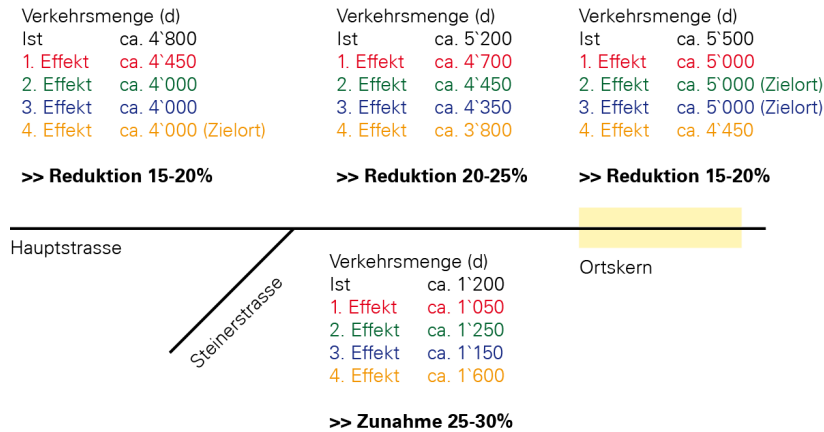 Verkehrsmenge (d)
Ist ca. 4`800
1. Effekt ca. 4`450
2. Effekt ca. 4`000
3. Effekt ca. 4`000
4. Effekt ca. 4`000 (Zielort)
>> Reduktion 15-20%
Verkehrsmenge (d)
Ist ca. 5`200
1. Effekt ca. 4`700
2. Effekt ca. 4`450
3. Effekt ca. 4`350
4. Effekt ca. 3`800
>> Reduktion 20-25%
Verkehrsmenge (d)
Ist ca. 5`500
1. Effekt ca. 5`000
2. Effekt ca. 5`000 (Zielort)
3. Effekt ca. 5`000 (Zielort)
4. Effekt ca. 4`450
>> Reduktion 15-20%
Hauptstrasse
Steinerstrasse
Verkehrsmenge (d)
Ist ca. 1`200
1. Effekt ca. 1`050
2. Effekt ca. 1`250
3. Effekt ca. 1`150
4. Effekt ca. 1`600
>> Zunahme 25-30%
Ortskern